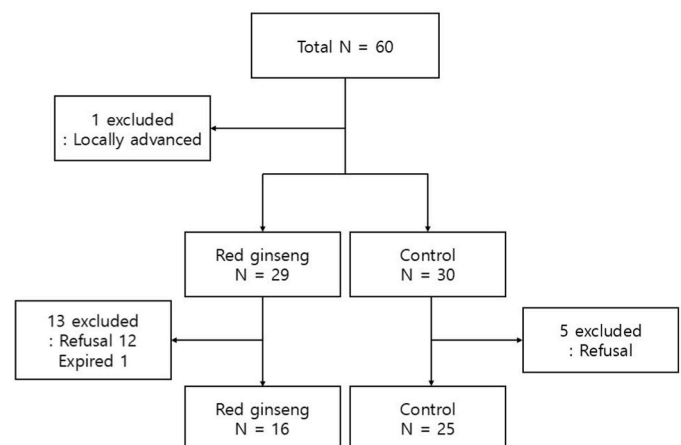 Total N = 60
1 excluded
: Locally advanced
Red ginseng
N = 29
Control
N = 30
13 excluded
: Refusal 12
Expired 1
5 excluded
: Refusal
Red ginseng
N = 16
Control
N = 25